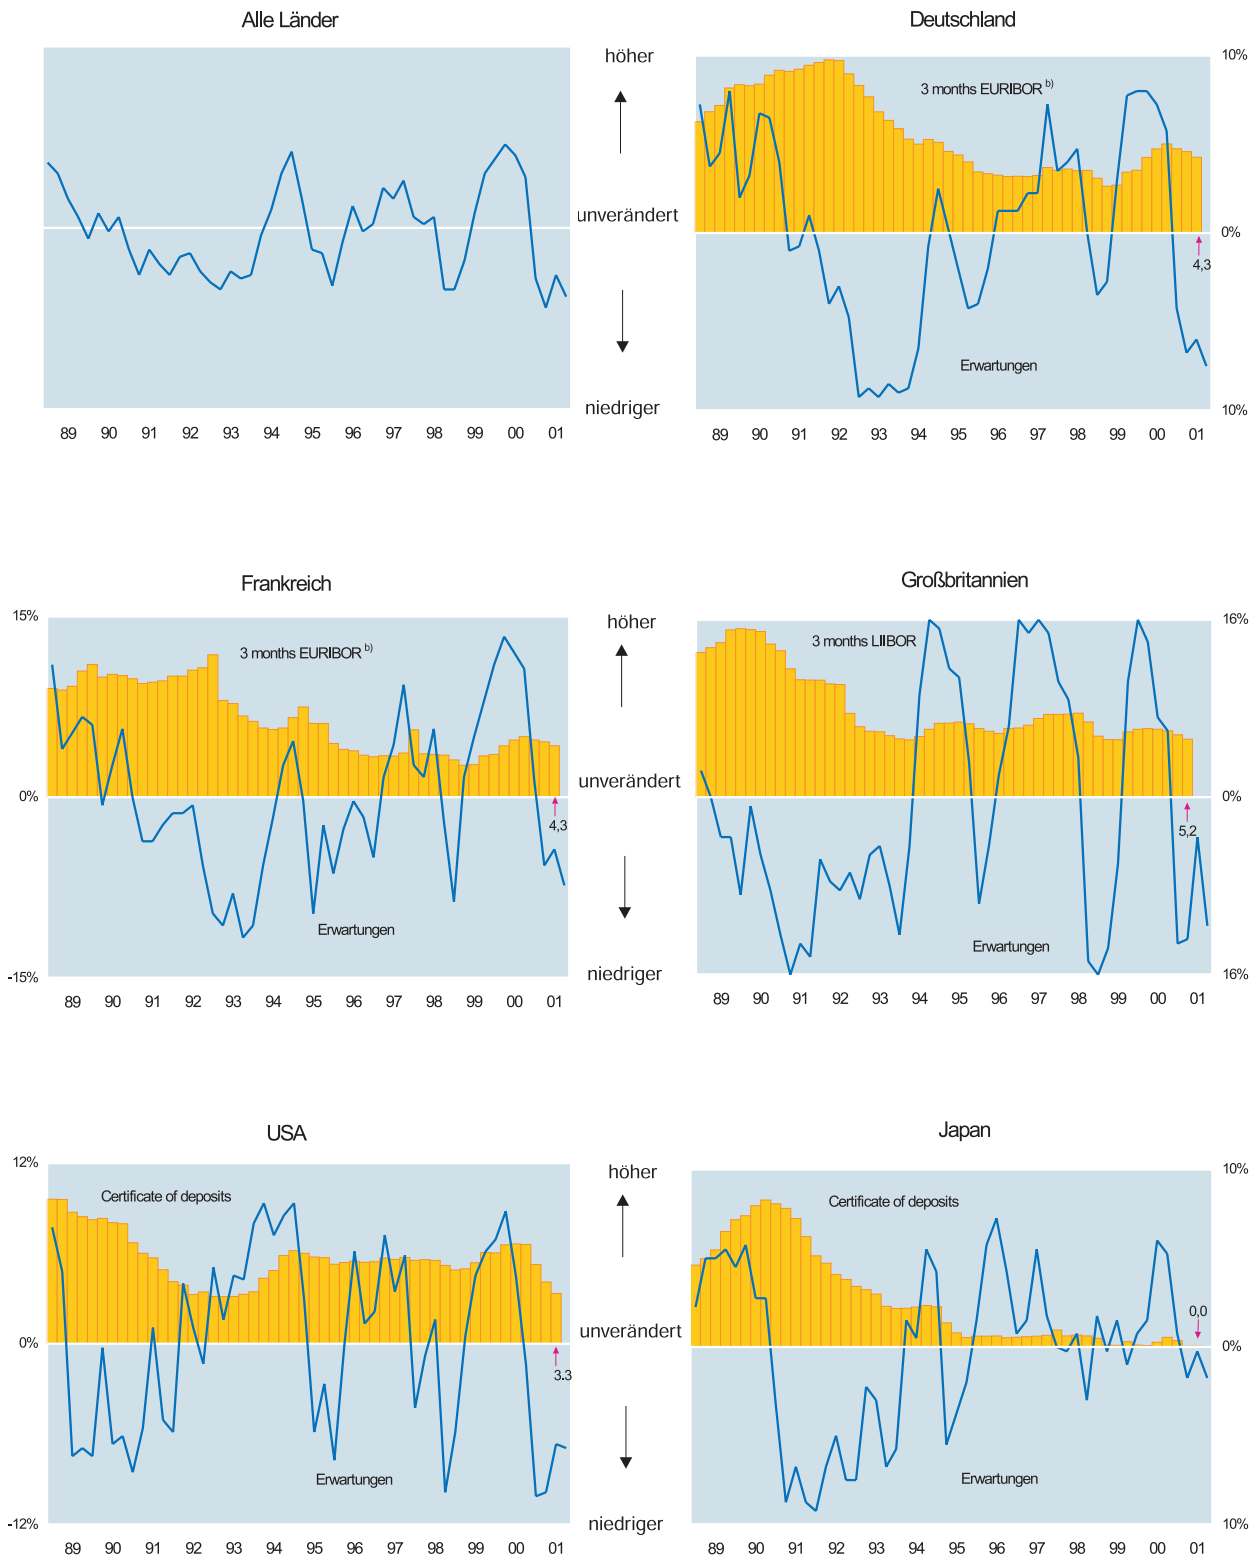 Alle Länder
Deutschland
höher
unverändert
niedriger
89 90 91 92 93 94 95 96 97 98 99 00 01
10%
3 months EURIBOR b)
0%
4,3
Erwartungen
10%
89 90 91 92 93 94 95 96 97 98 99 00 01
Frankreich
Großbritannien
15%
3 months EURIBOR b)
0%
4,3
Erwartungen
-15%
89 90 91 92 93 94 95 96 97 98 99 00 01
höher
unverändert
niedriger
16%
3 months LIIBOR
0%
5,2
Erwartungen
16%
89 90 91 92 93 94 95 96 97 98 99 00 01
USA
Japan
12%
Certificate of deposits
0%
3.3
Erwartungen
-12%
89 90 91 92 93 94 95 96 97 98 99 00 01
höher
unverändert
niedriger
10%
Certificate of deposits
0,0
0%
Erwartungen
10%
89 90 91 92 93 94 95 96 97 98 99 00 01